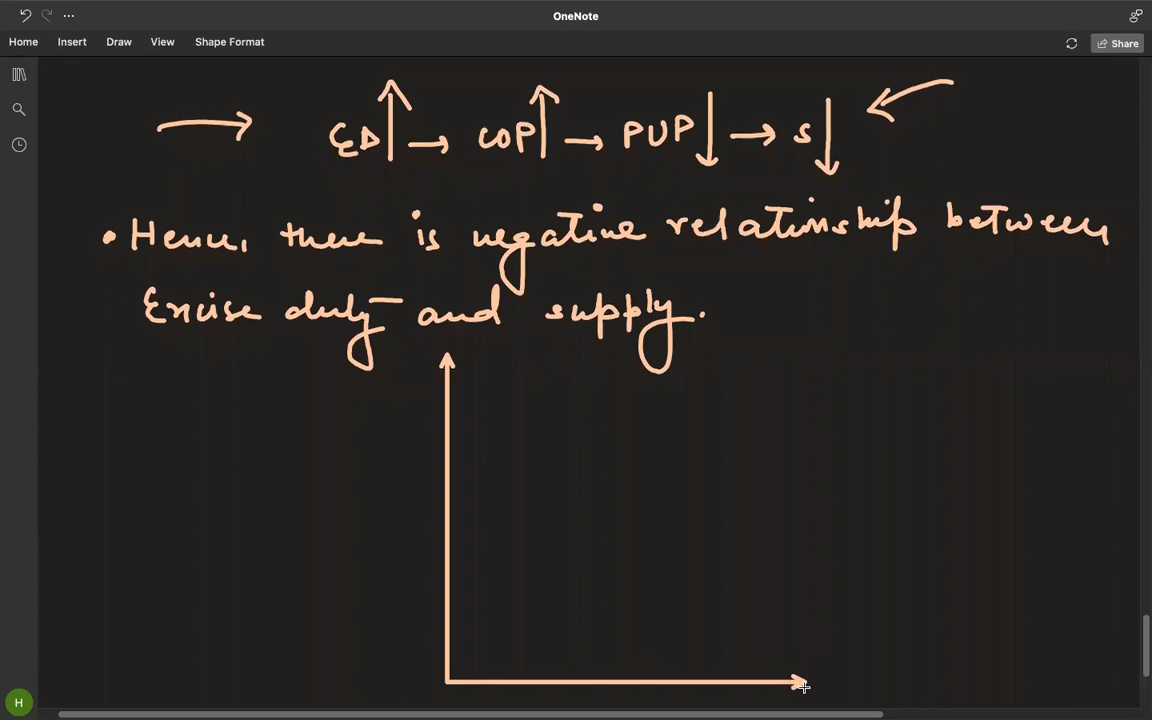 OneNote
Home Insert Draw View Shape Format Share
ED↑ → COP↑ → PUP↓ → S↓
• Hence, there is negative relationship between
Excise duty and supply.
H